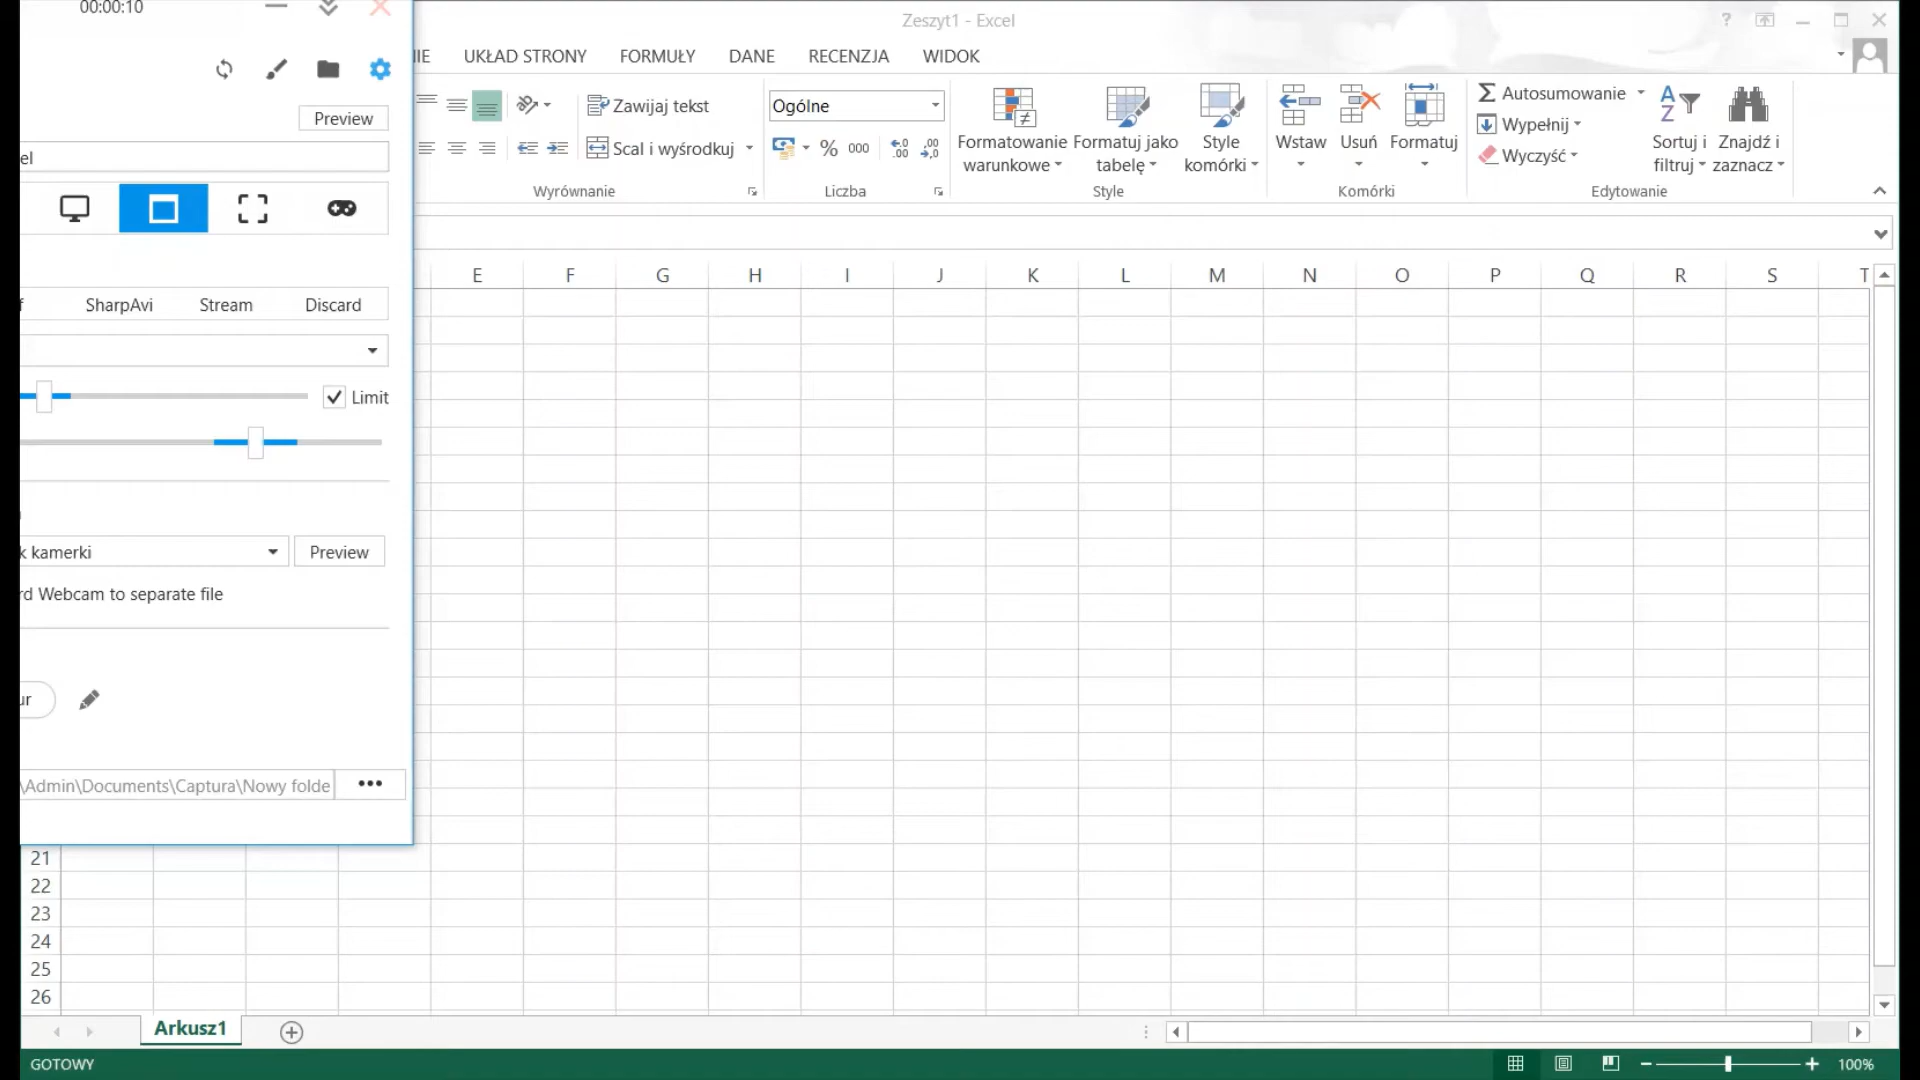 00:00:10
Zeszyt1 - Excel
?
IE UKŁAD STRONY FORMUŁY DANE RECENZJA WIDOK
Preview
el
Zawijaj tekst
Scal i wyśrodkuj
Wyrównanie
Ogólne
% 000
,00
Liczba
Formatowanie warunkowe
Formatuj jako tabelę
Style komórki
Style
Wstaw
Usuń
Formatuj
Komórki
Autosumowanie
Wypełnij
Wyczyść
Sortuj i filtruj
Znajdź i zaznacz
Edytowanie
E F G H I J K L M N O P Q R S T
f SharpAvi Stream Discard
Limit
k kamerki
Preview
rd Webcam to separate file
ur
\Admin\Documents\Captura\Nowy folde
•••
21
22
23
24
25
26
Arkusz1
GOTOWY
100%